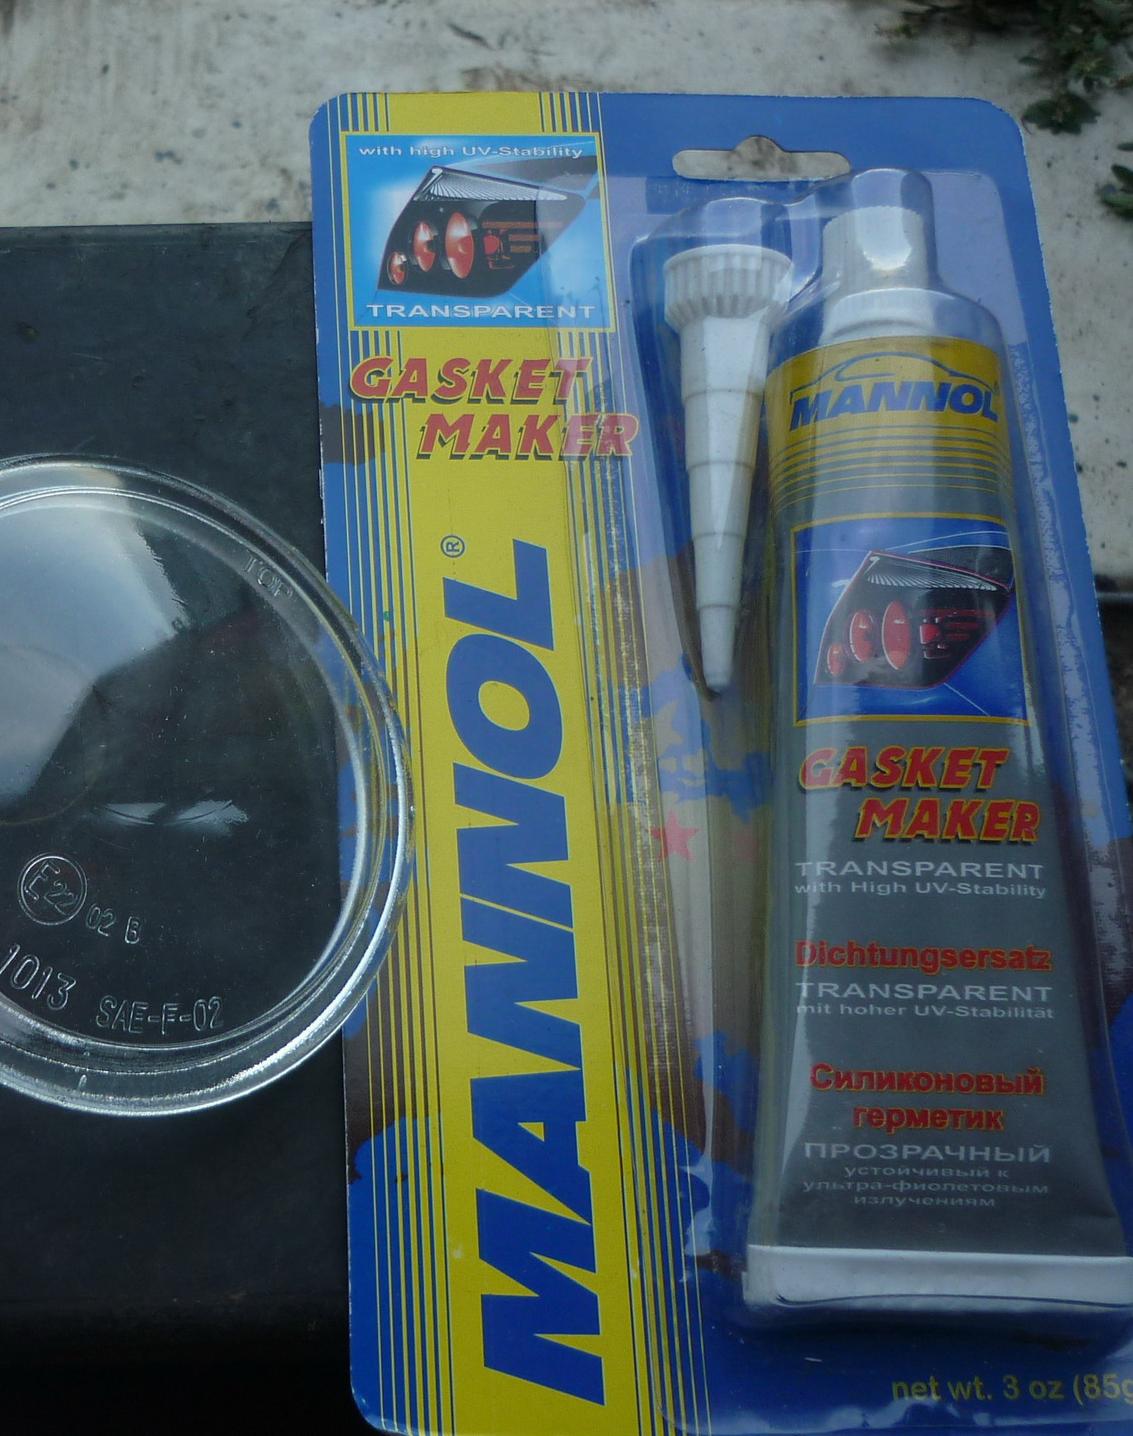 with high UV-Stability
TRANSPARENT
GASKET
MAKER
MANNOL®
MANNOL
GASKET
MAKER
TRANSPARENT
with High UV-Stability
Dichtungsersatz
TRANSPARENT
mit hoher UV-Stabilität
Силиконовый
герметик
ПРОЗРАЧНЫЙ
устойчивый к
ультра-фиолетовым
излучениям
net wt. 3 oz (85g
TOP
E22
02 B
1013 SAE-F-02